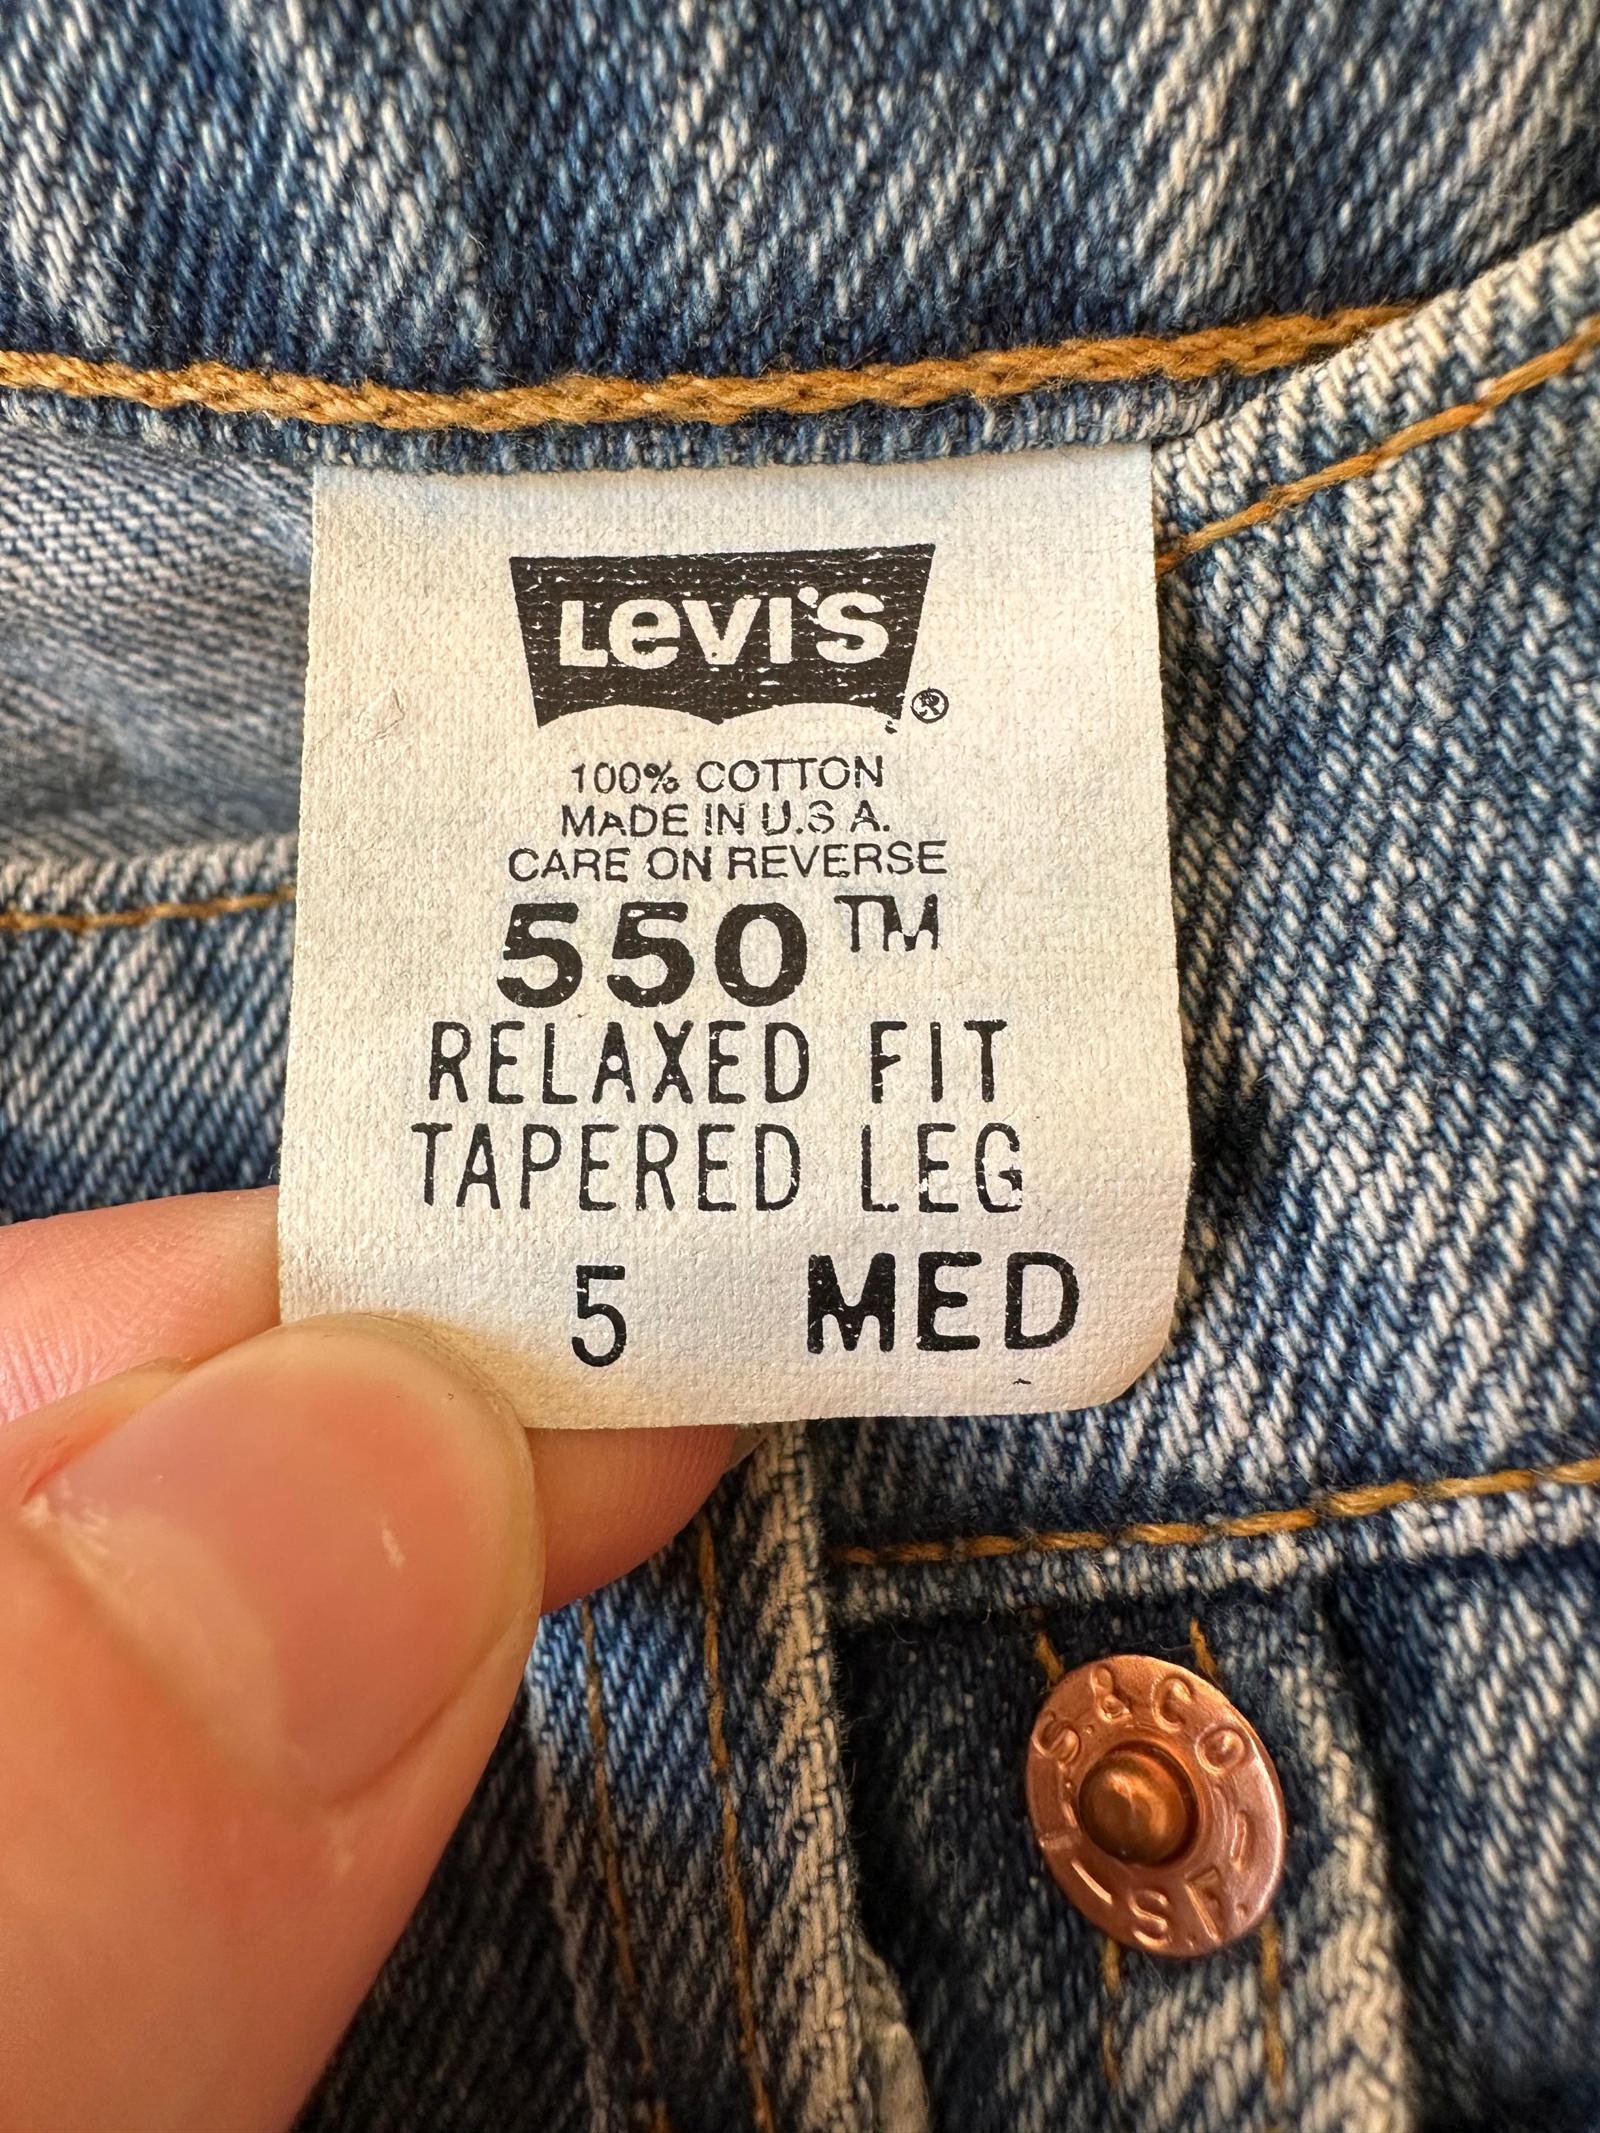 LEVI'S ®
100% COTTON
MADE IN U.S.A.
CARE ON REVERSE
550™
RELAXED FIT
TAPERED LEG
5 MED
S. & CO
S.F.